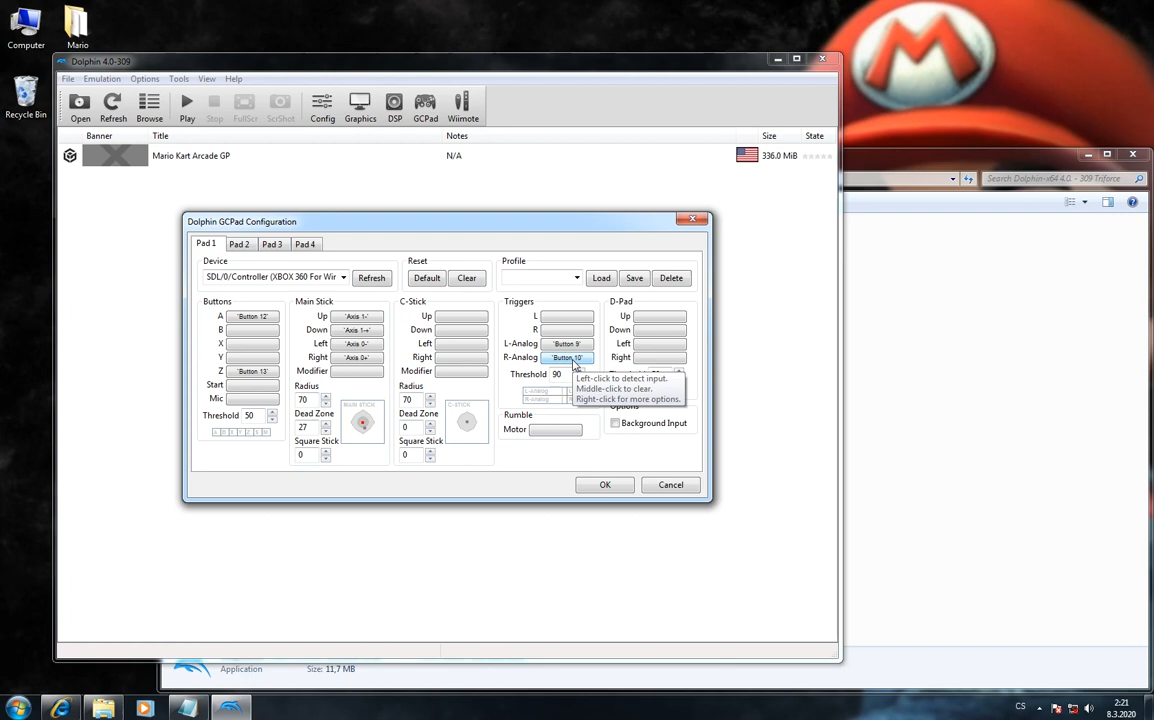 Computer
Mario
Recycle Bin
Dolphin 4.0-309
File Emulation Options Tools View Help
Open Refresh Browse Play Stop FullScr ScrShot Config Graphics DSP GCPad Wiimote
Banner Title Notes Size State
Mario Kart Arcade GP N/A 336.0 MiB
Search Dolphin-x64 4.0. - 309 Triforce
Dolphin GCPad Configuration
Pad 1 Pad 2 Pad 3 Pad 4
Device Reset Profile
SDL/0/Controller (XBOX 360 For Wir Refresh Default Clear Load Save Delete
Buttons Main Stick C-Stick Triggers D-Pad
A 'Button 12' Up 'Axis 1-' Up L Up
B Down 'Axis 1-+' Down R Down
X Left 'Axis 0-' Left L-Analog 'Button 9' Left
Y Right 'Axis 0+' Right R-Analog 'Button 10' Right
Z 'Button 13' Modifier Modifier Threshold 90
Start Radius Radius
Mic 70 70
Threshold 50 Dead Zone Dead Zone
MAIN STICK C-STICK
27 0
Square Stick Square Stick
0 0
L-Analog L
R-Analog R
Left-click to detect input.
Middle-click to clear.
Right-click for more options.
Rumble Options
Motor Background Input
A B X Y Z S M
OK Cancel
Application Size: 11,7 MB
CS 2:21
8.3.2020